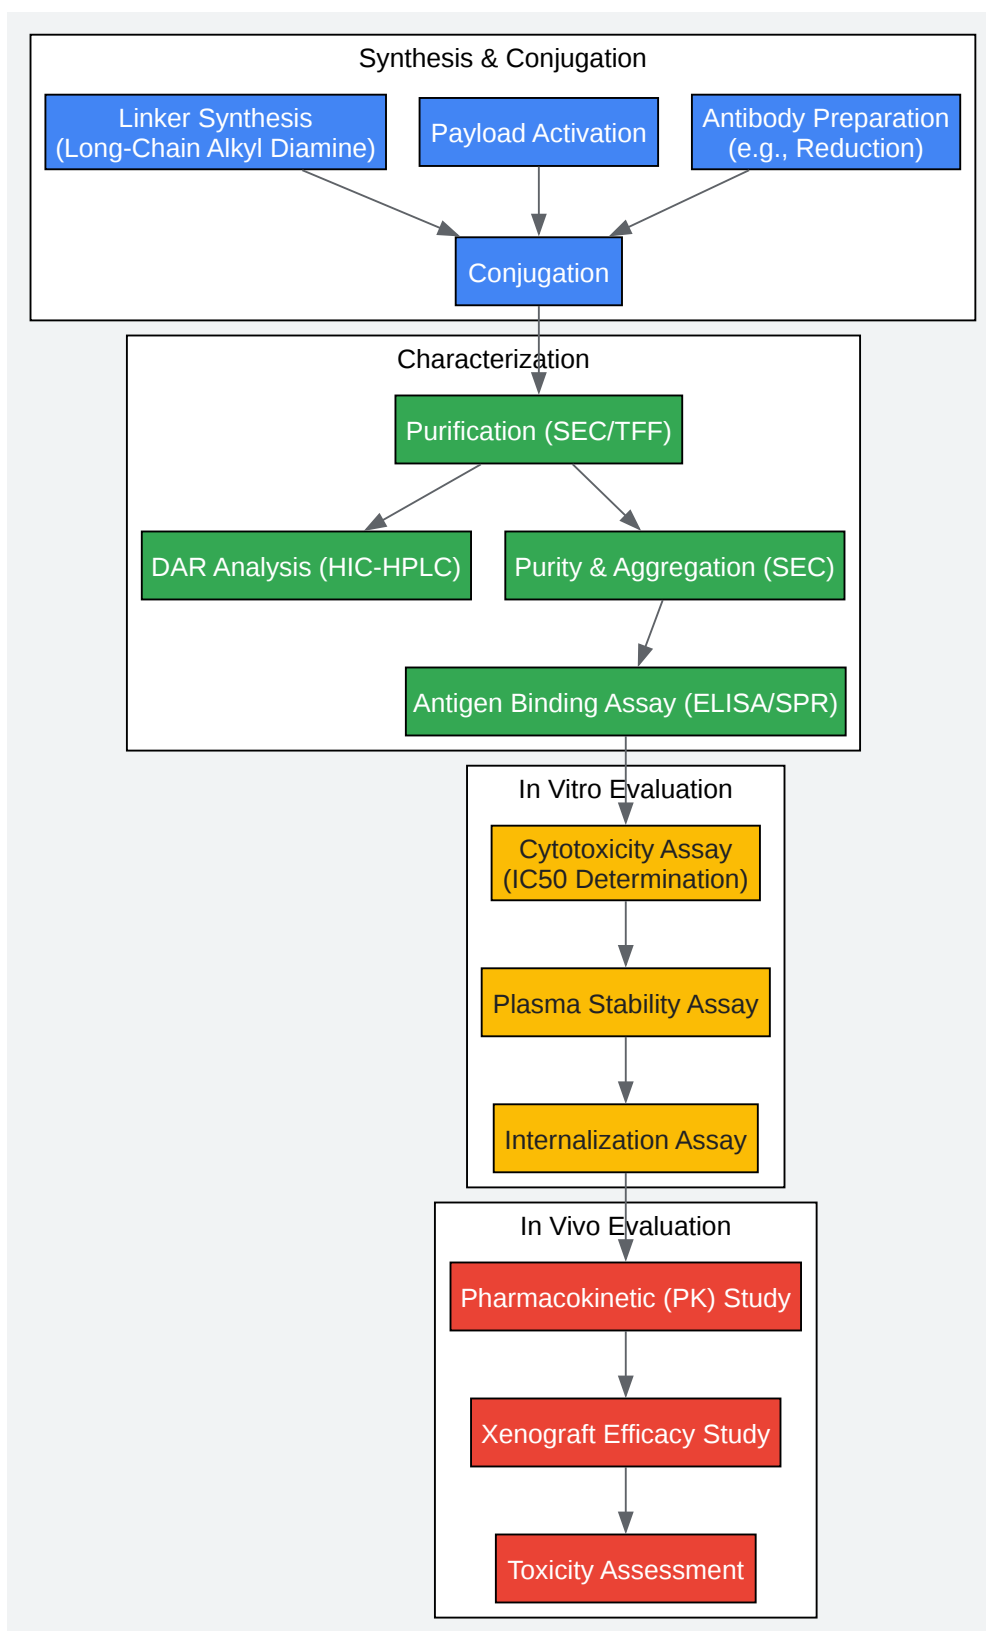 Synthesis & Conjugation
Linker Synthesis
(Long-Chain Alkyl Diamine)
Payload Activation
Antibody Preparation
(e.g., Reduction)
Conjugation
Characterization
Purification (SEC/TFF)
DAR Analysis (HIC-HPLC)
Purity & Aggregation (SEC)
Antigen Binding Assay (ELISA/SPR)
In Vitro Evaluation
Cytotoxicity Assay
(IC50 Determination)
Plasma Stability Assay
Internalization Assay
In Vivo Evaluation
Pharmacokinetic (PK) Study
Xenograft Efficacy Study
Toxicity Assessment